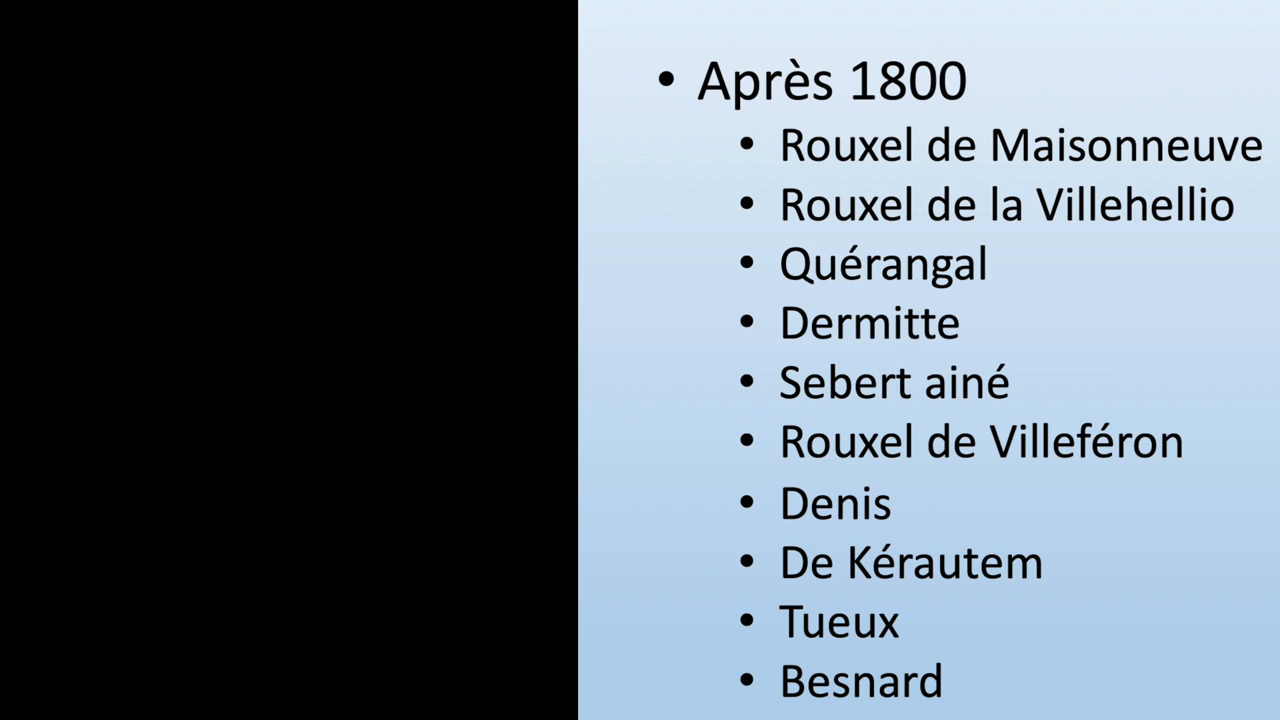 • Après 1800
• Rouxel de Maisonneuve
• Rouxel de la Villehellio
• Quérangal
• Dermitte
• Sebert ainé
• Rouxel de Villeféron
• Denis
• De Kérautem
• Tueux
• Besnard